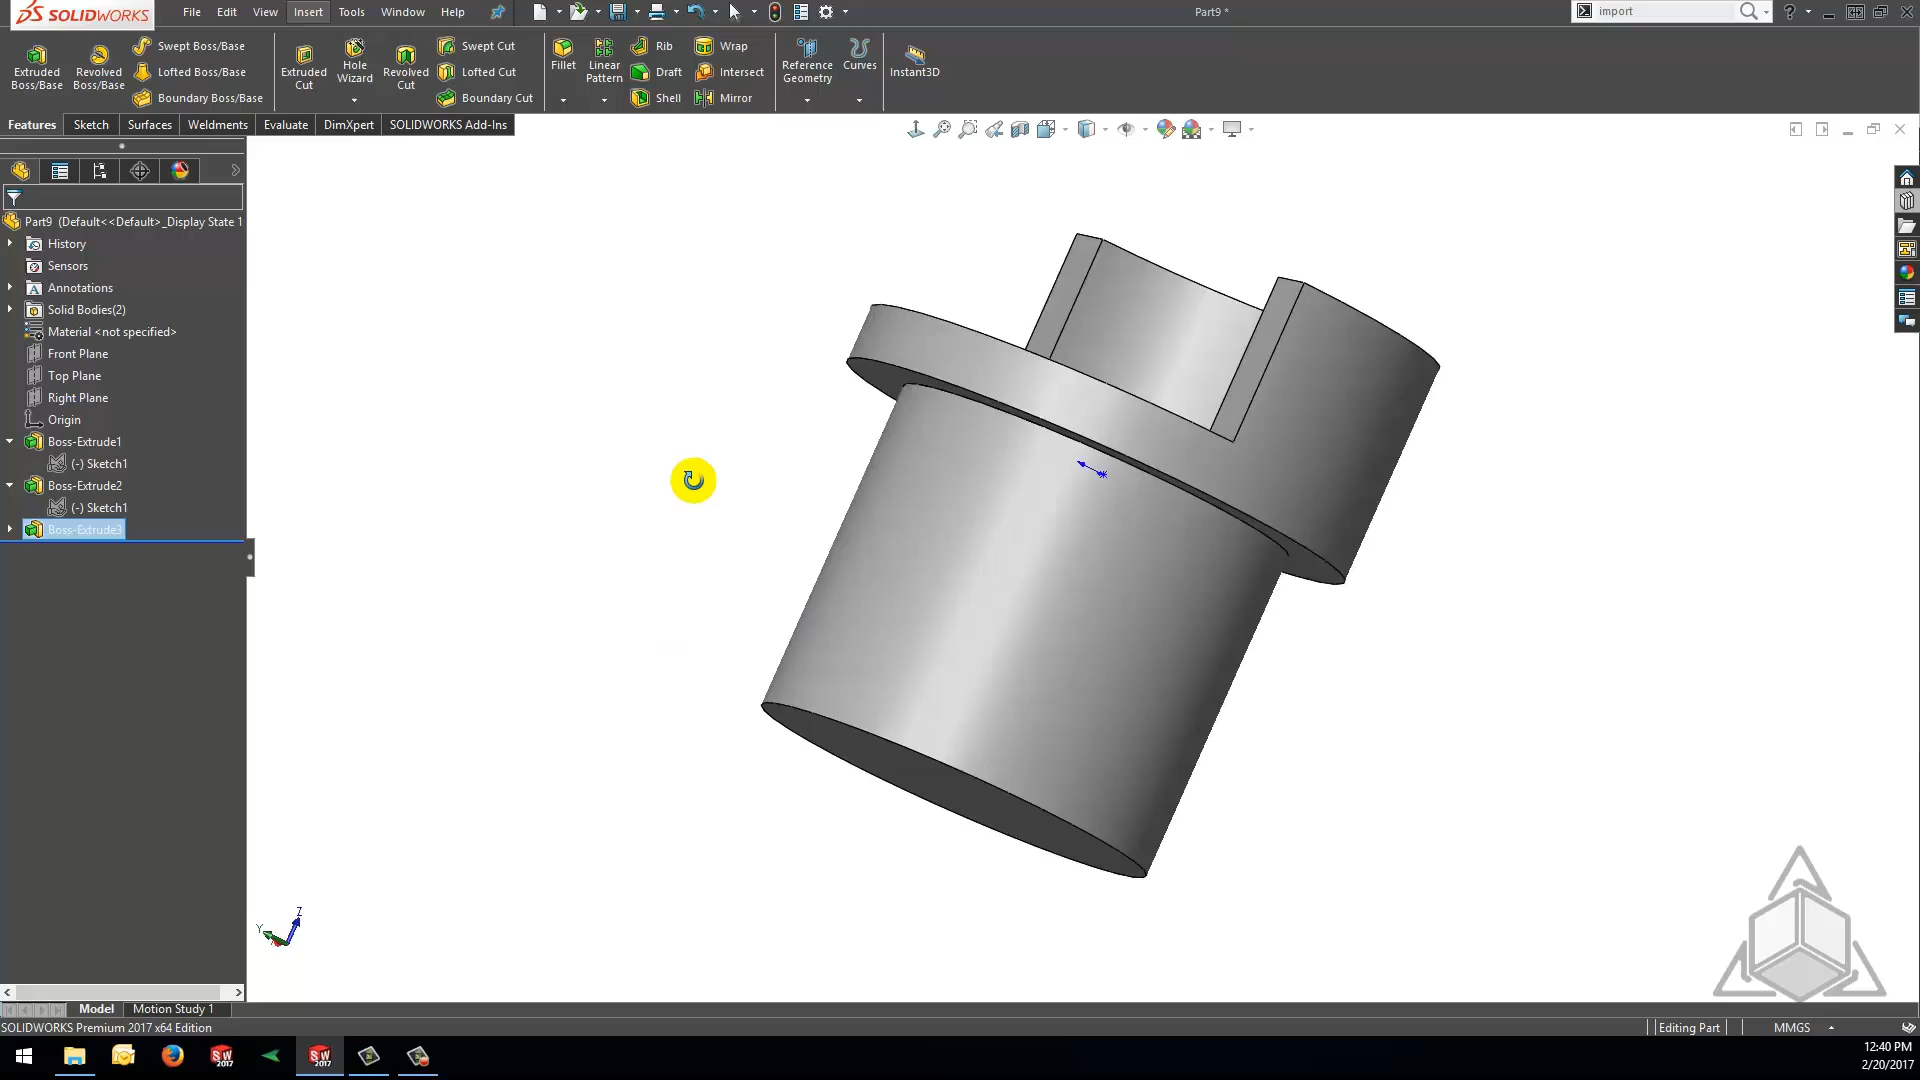 SOLIDWORKS File Edit View Insert Tools Window Help Part9 * import
Extruded Boss/Base
Revolved Boss/Base
Swept Boss/Base
Lofted Boss/Base
Boundary Boss/Base
Extruded Cut
Hole Wizard
Revolved Cut
Swept Cut
Lofted Cut
Boundary Cut
Fillet
Linear Pattern
Rib
Draft
Shell
Wrap
Intersect
Mirror
Reference Geometry
Curves
Instant3D
Features Sketch Surfaces Weldments Evaluate DimXpert SOLIDWORKS Add-Ins
Part9 (Default<<Default>_Display State 1
History
Sensors
Annotations
Solid Bodies(2)
Material <not specified>
Front Plane
Top Plane
Right Plane
Origin
Boss-Extrude1
(-) Sketch1
Boss-Extrude2
(-) Sketch1
Boss-Extrude3
Z
Y
Model Motion Study 1
SOLIDWORKS Premium 2017 x64 Edition Editing Part MMGS
12:40 PM
2/20/2017